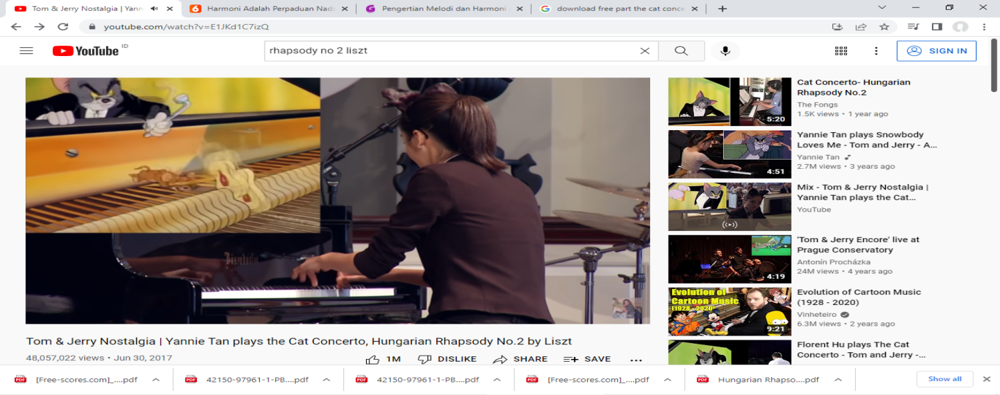 Tom & Jerry Nostalgia | Yann
Harmoni Adalah Perpaduan Nada
Pengertian Melodi dan Harmoni
download free part the cat conce
youtube.com/watch?v=E1JKd1C7izQ
YouTube ID
rhapsody no 2 liszt
SIGN IN
Cat Concerto- Hungarian
Rhapsody No.2
The Fongs
1.5K views • 1 year ago
5:20
Yannie Tan plays Snowbody
Loves Me - Tom and Jerry - A...
Yannie Tan
2.7M views • 3 years ago
4:51
Mix - Tom & Jerry Nostalgia |
Yannie Tan plays the Cat...
YouTube
'Tom & Jerry Encore' live at
Prague Conservatory
Antonín Procházka
24M views • 4 years ago
4:19
Evolution of
Cartoon Music
(1928 - 2020)
Evolution of Cartoon Music
(1928 - 2020)
Vinheteiro
6.3M views • 2 years ago
9:21
Florent Hu plays The Cat
Concerto - Tom and Jerry -...
Tom & Jerry Nostalgia | Yannie Tan plays the Cat Concerto, Hungarian Rhapsody No.2 by Liszt
48,057,022 views • Jun 30, 2017
1M DISLIKE SHARE SAVE ...
[Free-scores.com]_....pdf
42150-97961-1-PB....pdf
42150-97961-1-PB....pdf
[Free-scores.com]_....pdf
Hungarian Rhapso....pdf
Show all